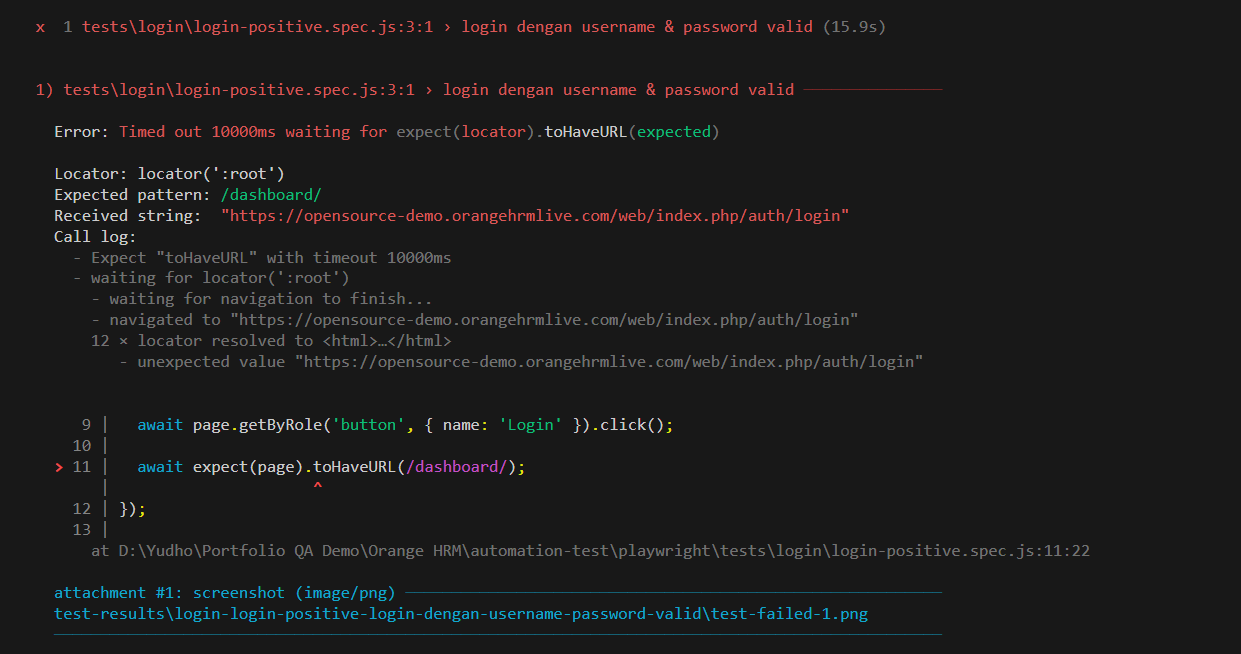 x  1 tests\login\login-positive.spec.js:3:1 › login dengan username & password valid (15.9s)
1) tests\login\login-positive.spec.js:3:1 › login dengan username & password valid
Error: Timed out 10000ms waiting for expect(locator).toHaveURL(expected)
Locator: locator(':root')
Expected pattern: /dashboard/
Received string:  "https://opensource-demo.orangehrmlive.com/web/index.php/auth/login"
Call log:
- Expect "toHaveURL" with timeout 10000ms
- waiting for locator(':root')
- waiting for navigation to finish...
- navigated to "https://opensource-demo.orangehrmlive.com/web/index.php/auth/login"
12 × locator resolved to <html>…</html>
- unexpected value "https://opensource-demo.orangehrmlive.com/web/index.php/auth/login"
9 |   await page.getByRole('button', { name: 'Login' }).click();
10 |
> 11 |   await expect(page).toHaveURL(/dashboard/);
|                      ^
12 | });
13 |
at D:\Yudho\Portfolio QA Demo\Orange HRM\automation-test\playwright\tests\login\login-positive.spec.js:11:22
attachment #1: screenshot (image/png)
test-results\login-login-positive-login-dengan-username-password-valid\test-failed-1.png